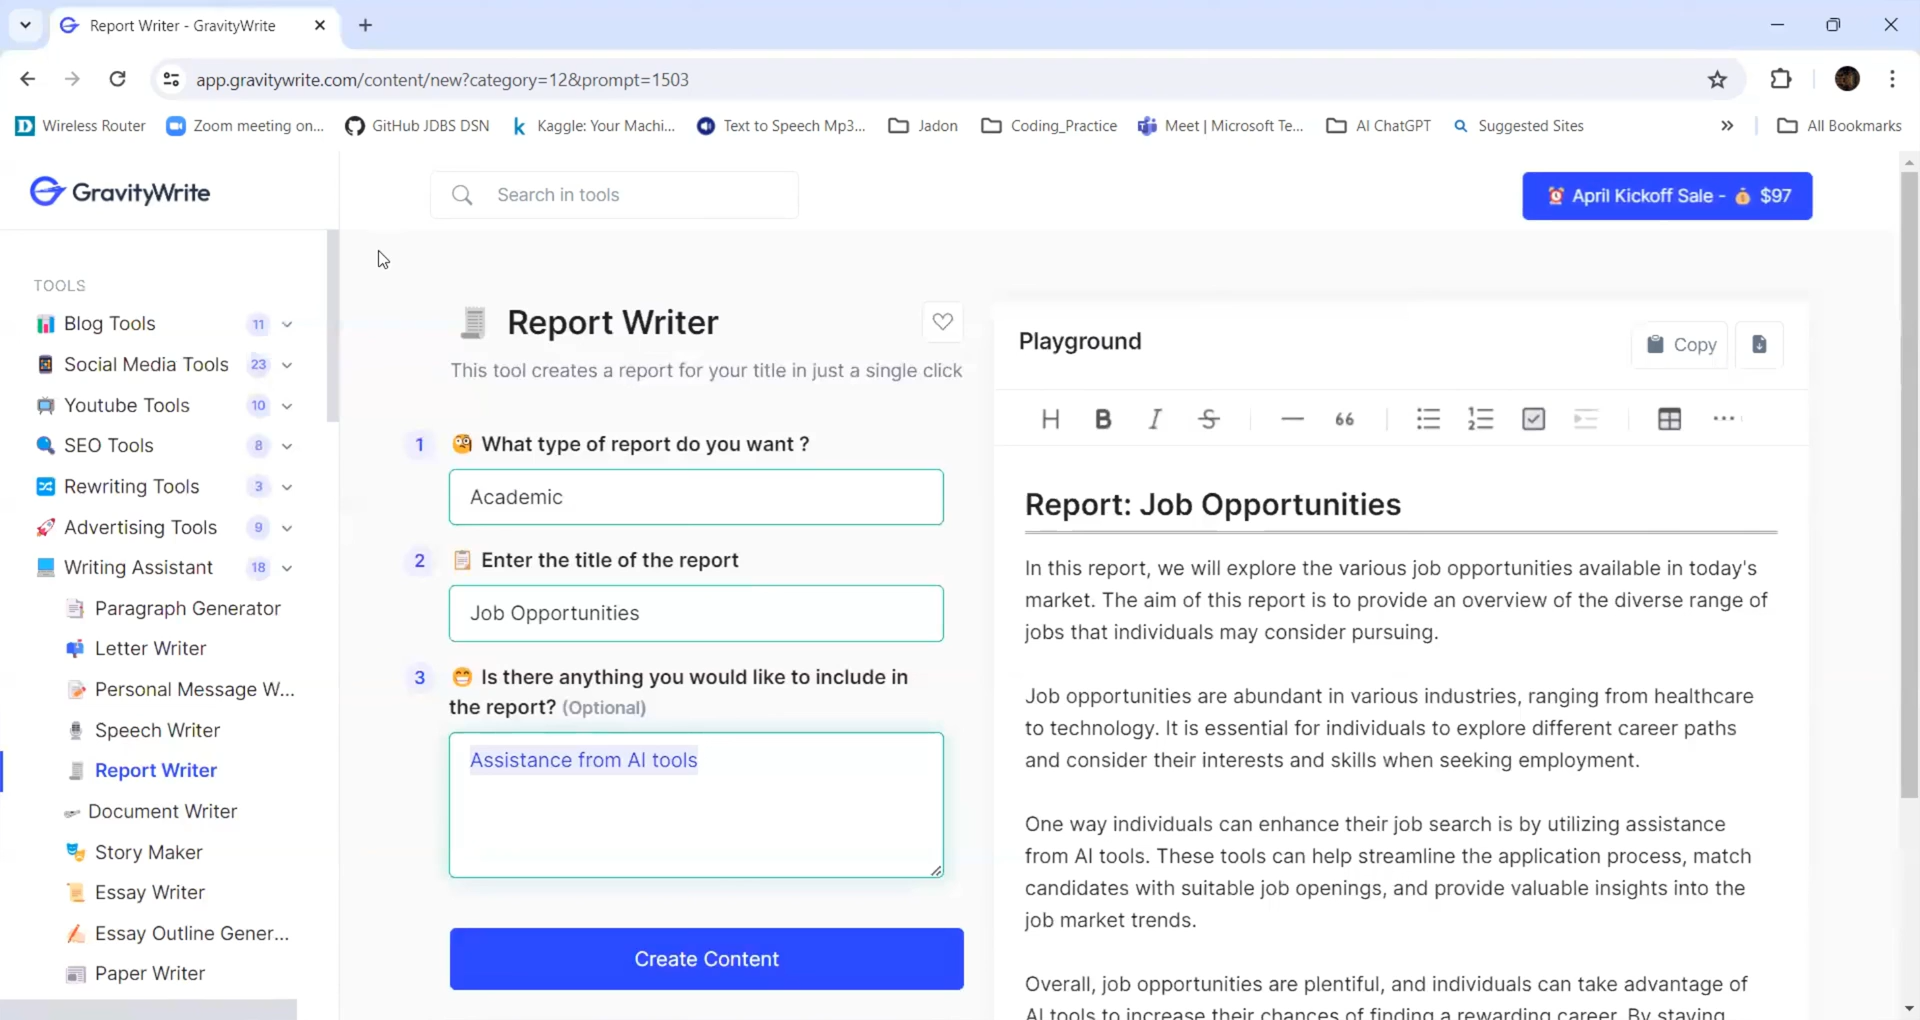 Report Writer - GravityWrite
app.gravitywrite.com/content/new?category=12&prompt=1503
Wireless Router
Zoom meeting on...
GitHub JDBS DSN
Kaggle: Your Machi...
Text to Speech Mp3...
Jadon
Coding_Practice
Meet | Microsoft Te...
AI ChatGPT
Suggested Sites
All Bookmarks
GravityWrite
Search in tools
April Kickoff Sale - $97
TOOLS
Blog Tools 11
Social Media Tools 23
Youtube Tools 10
SEO Tools 8
Rewriting Tools 3
Advertising Tools 9
Writing Assistant 18
Paragraph Generator
Letter Writer
Personal Message W...
Speech Writer
Report Writer
Document Writer
Story Maker
Essay Writer
Essay Outline Gener...
Paper Writer
Report Writer
This tool creates a report for your title in just a single click
1 What type of report do you want ?
Academic
2 Enter the title of the report
Job Opportunities
3 Is there anything you would like to include in
the report? (Optional)
Assistance from AI tools
Create Content
Playground
Copy
Report: Job Opportunities
In this report, we will explore the various job opportunities available in today's
market. The aim of this report is to provide an overview of the diverse range of
jobs that individuals may consider pursuing.
Job opportunities are abundant in various industries, ranging from healthcare
to technology. It is essential for individuals to explore different career paths
and consider their interests and skills when seeking employment.
One way individuals can enhance their job search is by utilizing assistance
from AI tools. These tools can help streamline the application process, match
candidates with suitable job openings, and provide valuable insights into the
job market trends.
Overall, job opportunities are plentiful, and individuals can take advantage of
AI tools to increase their chances of finding a rewarding career. By staying